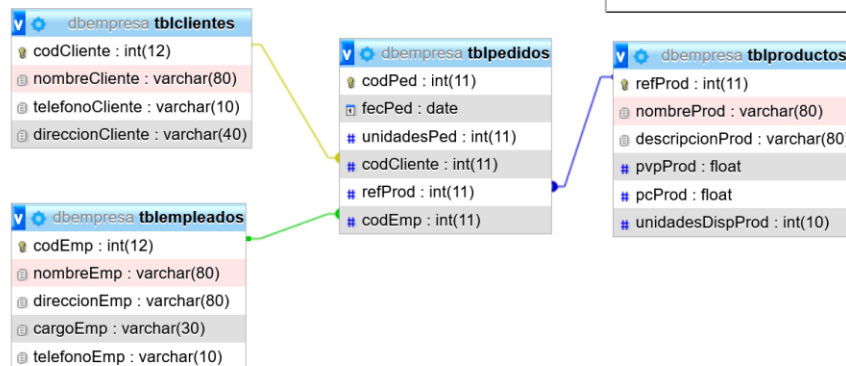 dbempresa tblclientes
codCliente : int(12)
nombreCliente : varchar(80)
telefonoCliente : varchar(10)
direccionCliente : varchar(40)
dbempresa tblpedidos
codPed : int(11)
fecPed : date
unidadesPed : int(11)
codCliente : int(11)
refProd : int(11)
codEmp : int(11)
dbempresa tblproductos
refProd : int(11)
nombreProd : varchar(80)
descripcionProd : varchar(80)
pvpProd : float
pcProd : float
unidadesDispProd : int(10)
dbempresa tblempleados
codEmp : int(12)
nombreEmp : varchar(80)
direccionEmp : varchar(80)
cargoEmp : varchar(30)
telefonoEmp : varchar(10)